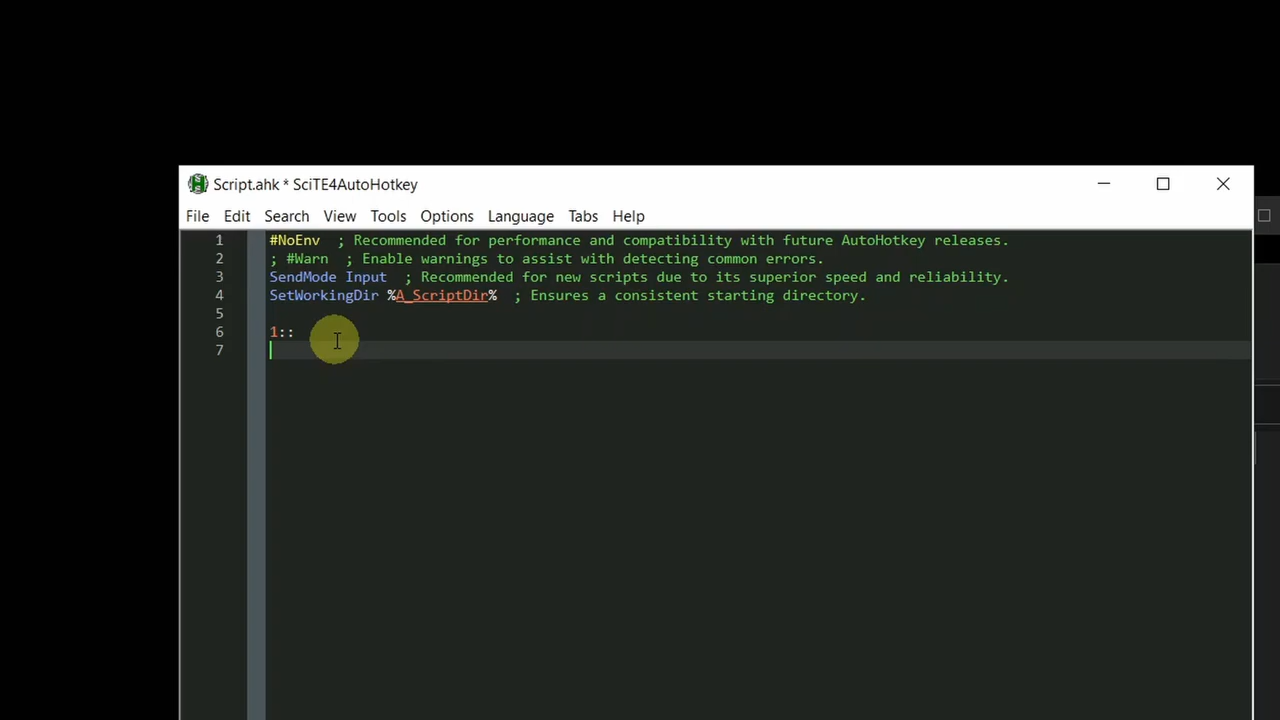 Script.ahk * SciTE4AutoHotkey
File Edit Search View Tools Options Language Tabs Help
1 #NoEnv  ; Recommended for performance and compatibility with future AutoHotkey releases.
2 ; #Warn  ; Enable warnings to assist with detecting common errors.
3 SendMode Input  ; Recommended for new scripts due to its superior speed and reliability.
4 SetWorkingDir %A_ScriptDir%  ; Ensures a consistent starting directory.
5
6 1::
7